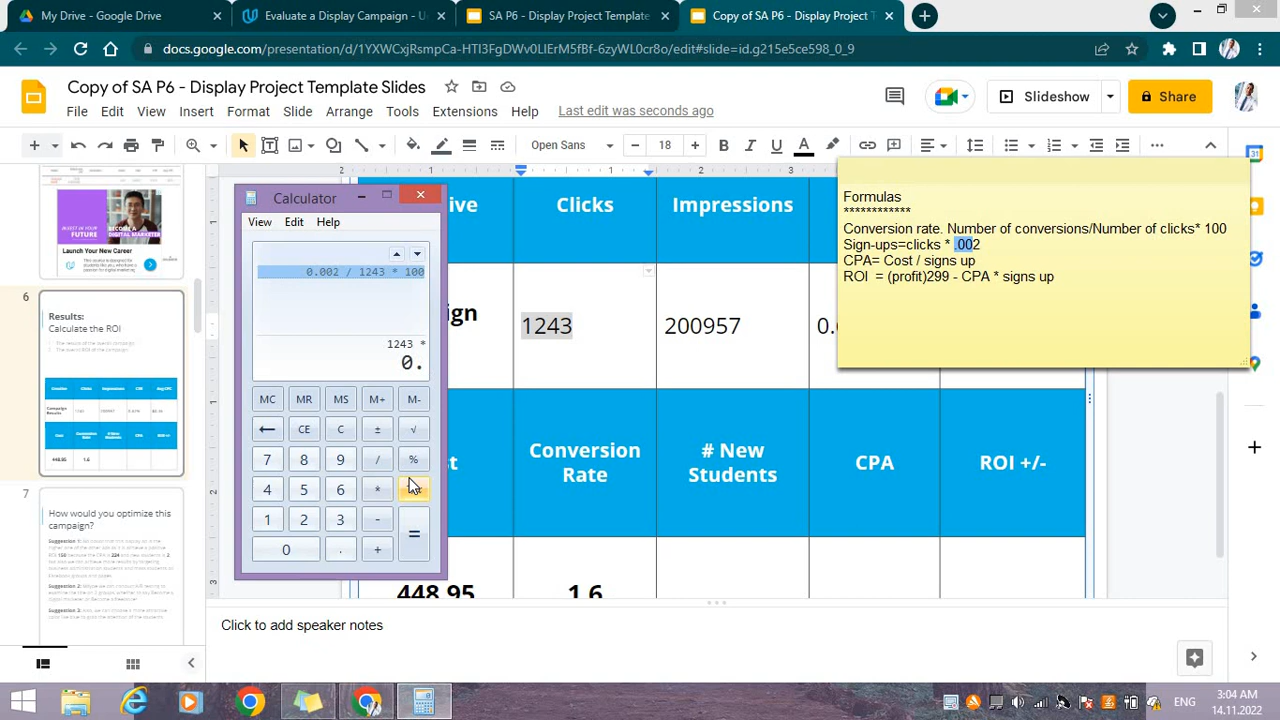 My Drive - Google Drive
Evaluate a Display Campaign - U
SA P6 - Display Project Template
Copy of SA P6 - Display Project T
docs.google.com/presentation/d/1YXWCxjRsmpCa-HTI3FgDWv0LIErM5fBf-6zyWL0cr8o/edit#slide=id.g215e5ce598_0_9
Copy of SA P6 - Display Project Template Slides
File Edit View Insert Format Slide Arrange Tools Extensions Help Last edit was seconds ago
Slideshow
Share
Open Sans
18
Formulas
************
Conversion rate. Number of conversions/Number of clicks* 100
Sign-ups=clicks * .002
CPA= Cost / signs up
ROI = (profit)299 - CPA * signs up
Calculator
View Edit Help
0.002 / 1243 * 100
1243 *
0.
MC MR MS M+ M-
← CE C ± √
7 8 9 / %
4 5 6 *
1 2 3 - =
0 . +
Clicks
Impressions
1243
200957
Conversion Rate
# New Students
CPA
ROI +/-
448.95
1.6
Launch Your New Career
6
Results:
Calculate the ROI
7
How would you optimize this
campaign?
Click to add speaker notes
ENG
3:04 AM
14.11.2022